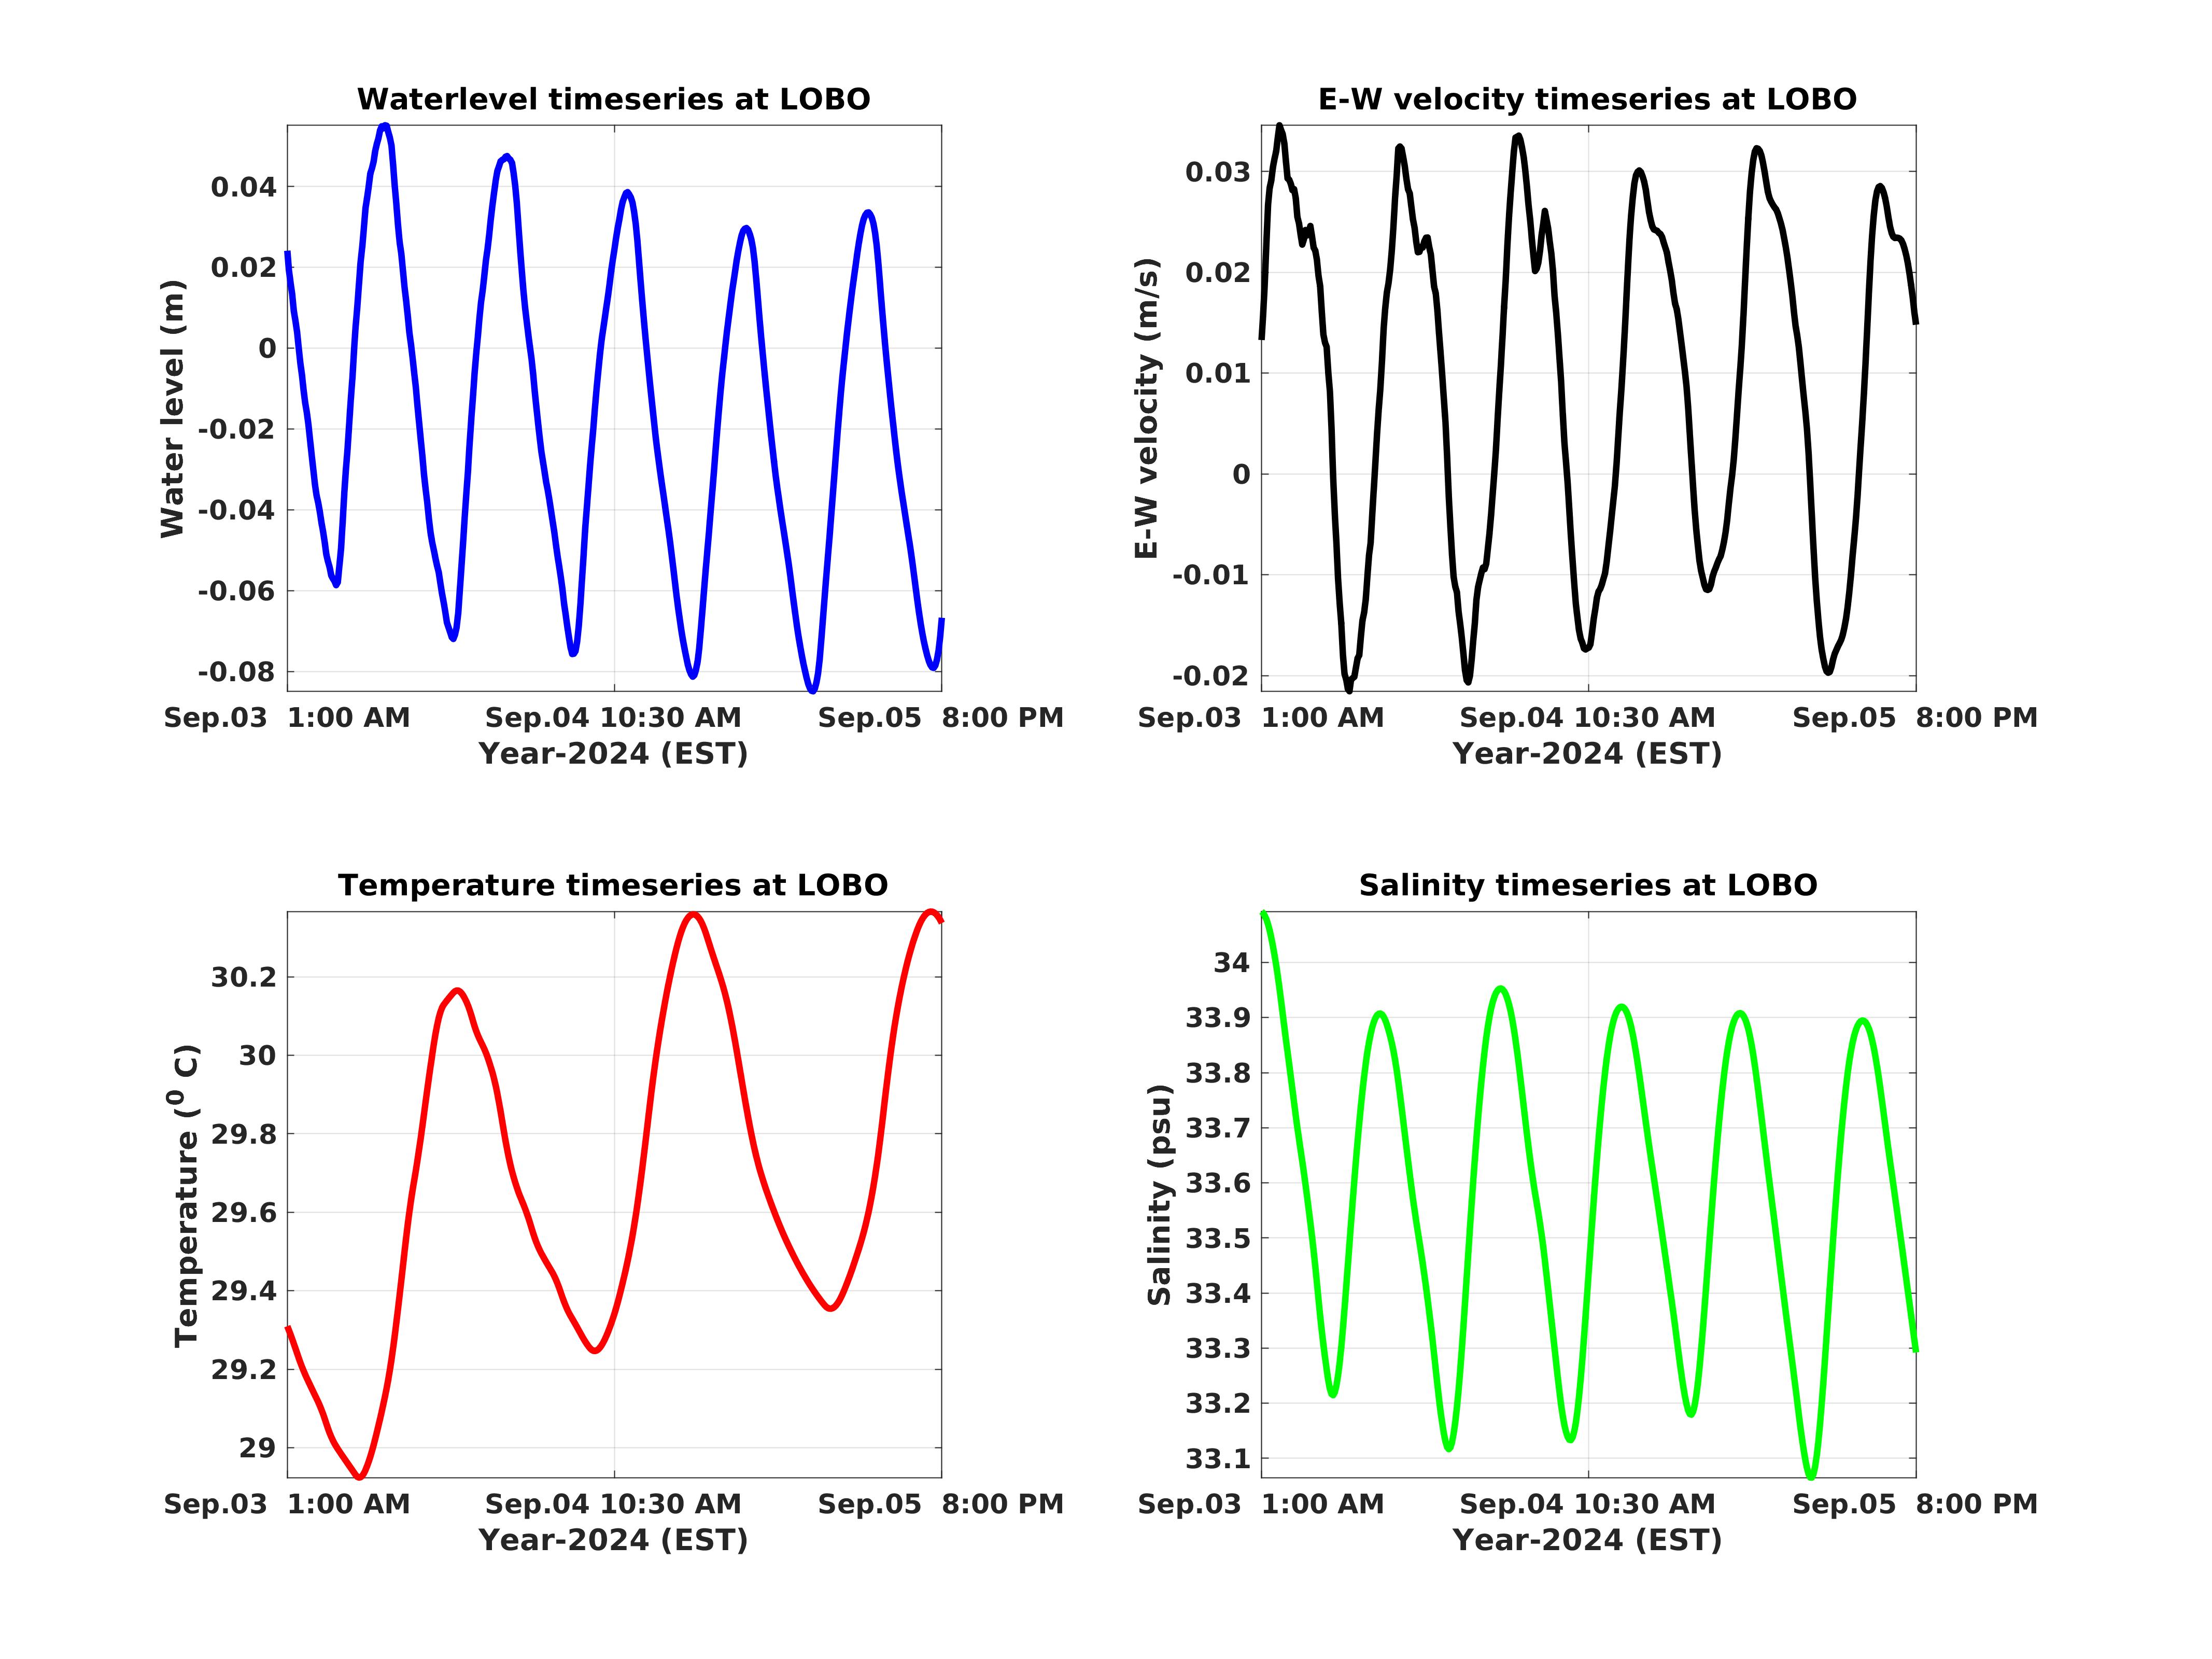 Waterlevel timeseries at LOBO
0.04
0.02
0
-0.02
-0.04
-0.06
-0.08
Water level (m)
Sep.03 1:00 AM Sep.04 10:30 AM Sep.05 8:00 PM
Year-2024 (EST)
E-W velocity timeseries at LOBO
0.03
0.02
0.01
0
-0.01
-0.02
E-W velocity (m/s)
Sep.03 1:00 AM Sep.04 10:30 AM Sep.05 8:00 PM
Year-2024 (EST)
Temperature timeseries at LOBO
30.2
30
29.8
29.6
29.4
29.2
29
Temperature (⁰ C)
Sep.03 1:00 AM Sep.04 10:30 AM Sep.05 8:00 PM
Year-2024 (EST)
Salinity timeseries at LOBO
34
33.9
33.8
33.7
33.6
33.5
33.4
33.3
33.2
33.1
Salinity (psu)
Sep.03 1:00 AM Sep.04 10:30 AM Sep.05 8:00 PM
Year-2024 (EST)